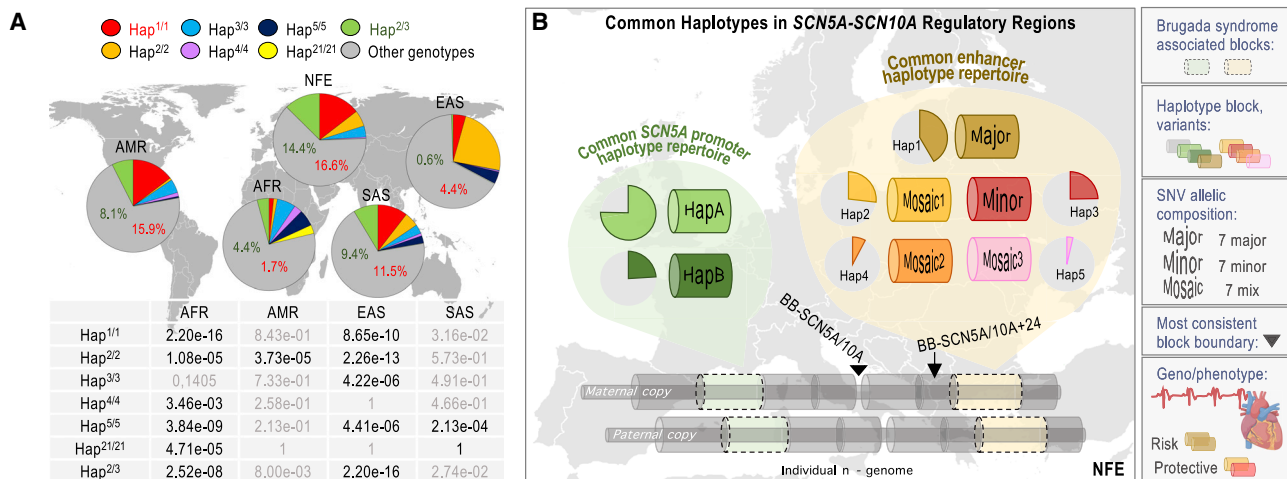 A
Hap1/1
Hap3/3
Hap5/5
Hap2/3
Hap2/2
Hap4/4
Hap21/21
Other genotypes
NFE
14.4%
16.6%
EAS
0.6%
4.4%
AMR
8.1%
15.9%
AFR
4.4%
1.7%
SAS
9.4%
11.5%
AFR AMR EAS SAS
Hap1/1 2.20e-16 8.43e-01 8.65e-10 3.16e-02
Hap2/2 1.08e-05 3.73e-05 2.26e-13 5.73e-01
Hap3/3 0,1405 7.33e-01 4.22e-06 4.91e-01
Hap4/4 3.46e-03 2.58e-01 1 4.66e-01
Hap5/5 3.84e-09 2.13e-01 4.41e-06 2.13e-04
Hap21/21 4.71e-05 1 1 1
Hap2/3 2.52e-08 8.00e-03 2.20e-16 2.74e-02
B
Common Haplotypes in SCN5A-SCN10A Regulatory Regions
Common SCN5A promoter
haplotype repertoire
HapA
HapB
Common enhancer
haplotype repertoire
Hap1
Major
Hap2
Mosaic1
Minor
Hap3
Hap4
Mosaic2
Mosaic3
Hap5
BB-SCN5A/10A
BB-SCN5A/10A+24
Maternal copy
Paternal copy
Individual n - genome
NFE
Brugada syndrome
associated blocks:
Haplotype block,
variants:
SNV allelic
composition:
Major 7 major
Minor 7 minor
Mosaic 7 mix
Most consistent
block boundary:
Geno/phenotype:
Risk
Protective